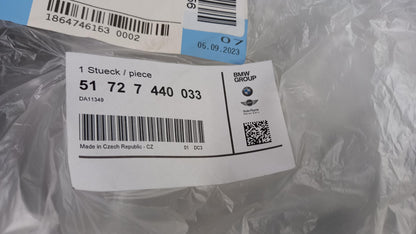 1864746163 0002
07
05.09.2023
1 Stueck / piece
51 72 7 440 033
DA11349
BMW
GROUP
Made in Czech Republic - CZ
01 DC3